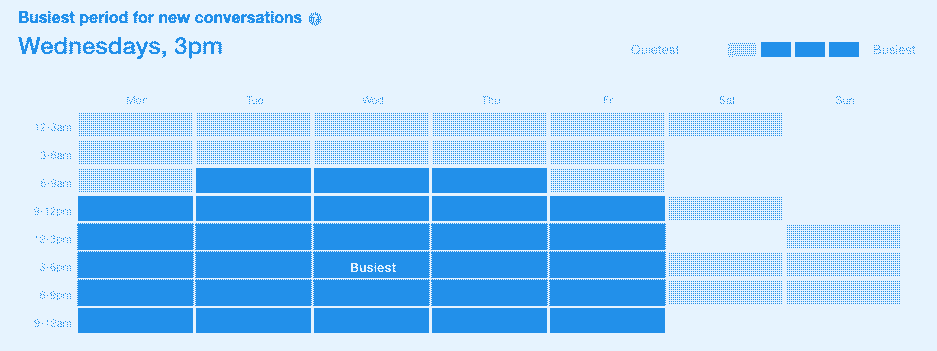 Busiest period for new conversations
Wednesdays, 3pm
Quietest Busiest
Mon Tue Wed Thu Fri Sat Sun
12-3am
3-6am
6-9am
9-12pm
12-3pm
3-6pm Busiest
6-9pm
9-12am